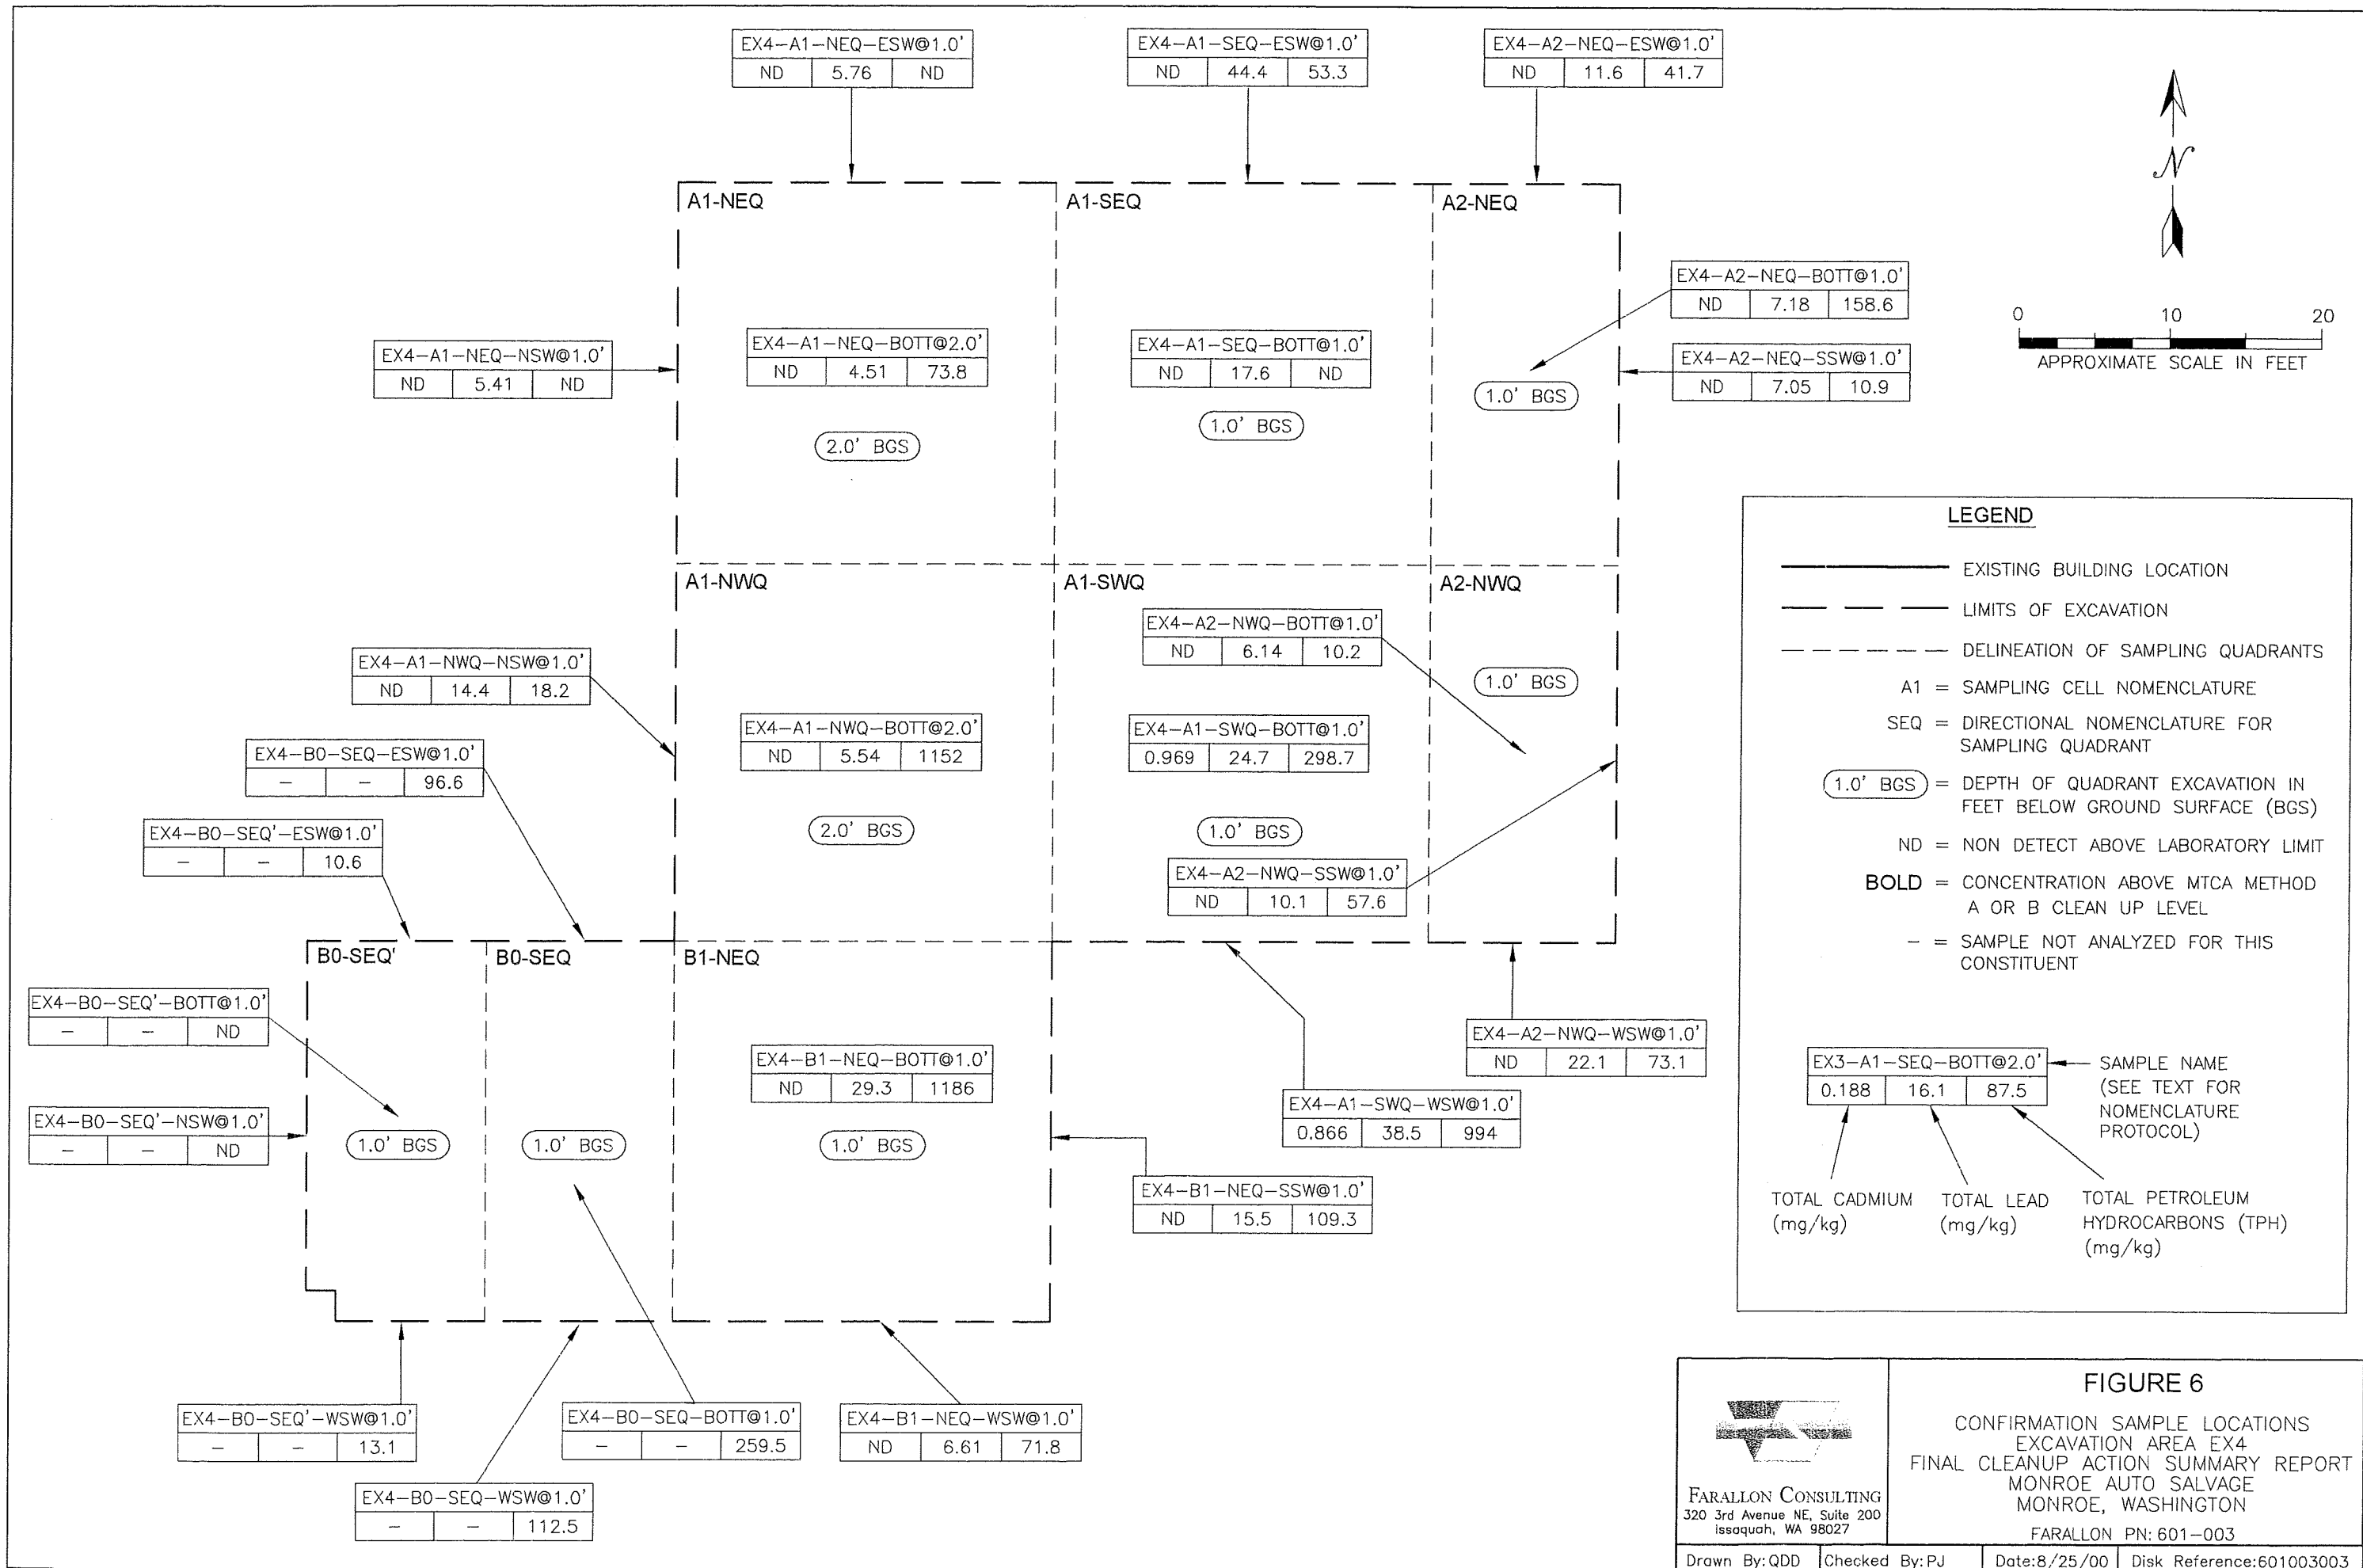 EX4-A1-NEQ-ESW@1.0'
ND 5.76 ND
EX4-A1-SEQ-ESW@1.0'
ND 44.4 53.3
EX4-A2-NEQ-ESW@1.0'
ND 11.6 41.7
N
A1-NEQ
A1-SEQ
A2-NEQ
EX4-A2-NEQ-BOTT@1.0'
ND 7.18 158.6
0 10 20
APPROXIMATE SCALE IN FEET
EX4-A1-NEQ-NSW@1.0'
ND 5.41 ND
EX4-A1-NEQ-BOTT@2.0'
ND 4.51 73.8
2.0' BGS
EX4-A1-SEQ-BOTT@1.0'
ND 17.6 ND
1.0' BGS
1.0' BGS
EX4-A2-NEQ-SSW@1.0'
ND 7.05 10.9
A1-NWQ
A1-SWQ
A2-NWQ
EX4-A2-NWQ-BOTT@1.0'
ND 6.14 10.2
1.0' BGS
EX4-A1-NWQ-NSW@1.0'
ND 14.4 18.2
EX4-A1-NWQ-BOTT@2.0'
ND 5.54 1152
2.0' BGS
EX4-A1-SWQ-BOTT@1.0'
0.969 24.7 298.7
1.0' BGS
EX4-B0-SEQ-ESW@1.0'
- - 96.6
EX4-B0-SEQ'-ESW@1.0'
- - 10.6
EX4-A2-NWQ-SSW@1.0'
ND 10.1 57.6
B0-SEQ'
B0-SEQ
B1-NEQ
EX4-B0-SEQ'-BOTT@1.0'
- - ND
EX4-B0-SEQ'-NSW@1.0'
- - ND
1.0' BGS
1.0' BGS
EX4-B1-NEQ-BOTT@1.0'
ND 29.3 1186
1.0' BGS
EX4-A2-NWQ-WSW@1.0'
ND 22.1 73.1
EX4-A1-SWQ-WSW@1.0'
0.866 38.5 994
EX4-B1-NEQ-SSW@1.0'
ND 15.5 109.3
EX4-B0-SEQ'-WSW@1.0'
- - 13.1
EX4-B0-SEQ-BOTT@1.0'
- - 259.5
EX4-B1-NEQ-WSW@1.0'
ND 6.61 71.8
EX4-B0-SEQ-WSW@1.0'
- - 112.5
LEGEND
EXISTING BUILDING LOCATION
LIMITS OF EXCAVATION
DELINEATION OF SAMPLING QUADRANTS
A1 = SAMPLING CELL NOMENCLATURE
SEQ = DIRECTIONAL NOMENCLATURE FOR
SAMPLING QUADRANT
1.0' BGS = DEPTH OF QUADRANT EXCAVATION IN
FEET BELOW GROUND SURFACE (BGS)
ND = NON DETECT ABOVE LABORATORY LIMIT
BOLD = CONCENTRATION ABOVE MTCA METHOD
A OR B CLEAN UP LEVEL
- = SAMPLE NOT ANALYZED FOR THIS
CONSTITUENT
EX3-A1-SEQ-BOTT@2.0'
0.188 16.1 87.5
SAMPLE NAME
(SEE TEXT FOR
NOMENCLATURE
PROTOCOL)
TOTAL CADMIUM
(mg/kg)
TOTAL LEAD
(mg/kg)
TOTAL PETROLEUM
HYDROCARBONS (TPH)
(mg/kg)
FARALLON CONSULTING
320 3rd Avenue NE, Suite 200
Issaquah, WA 98027
FIGURE 6
CONFIRMATION SAMPLE LOCATIONS
EXCAVATION AREA EX4
FINAL CLEANUP ACTION SUMMARY REPORT
MONROE AUTO SALVAGE
MONROE, WASHINGTON
FARALLON PN: 601-003
Drawn By: QDD Checked By: PJ Date: 8/25/00 Disk Reference: 601003003